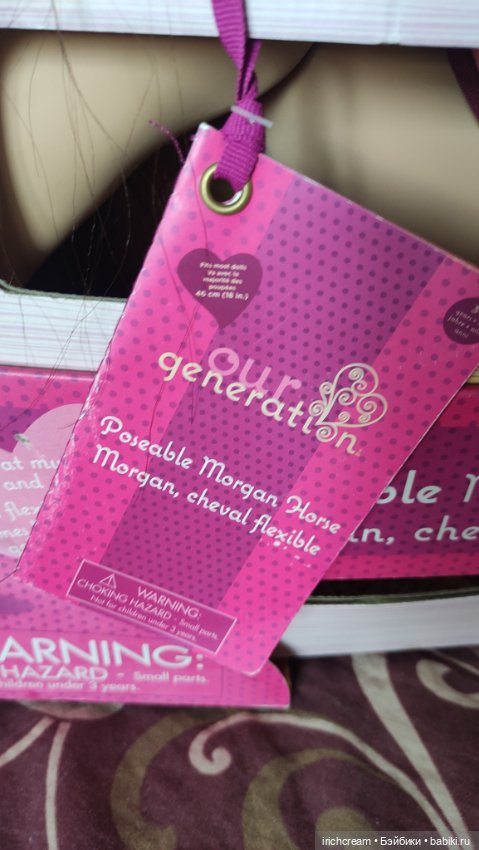 Fits most dolls
Va avec la
majorité des
poupées
46 cm (18 in.)
our
generation
Poseable Morgan Horse
Morgan, cheval flexible
WARNING:
CHOKING HAZARD - Small parts.
Not for children under 3 years.
and
ble M
n, che
ARNING:
HAZARD - Small parts.
children under 3 years.
irichcream • Бэйбики • babiki.ru